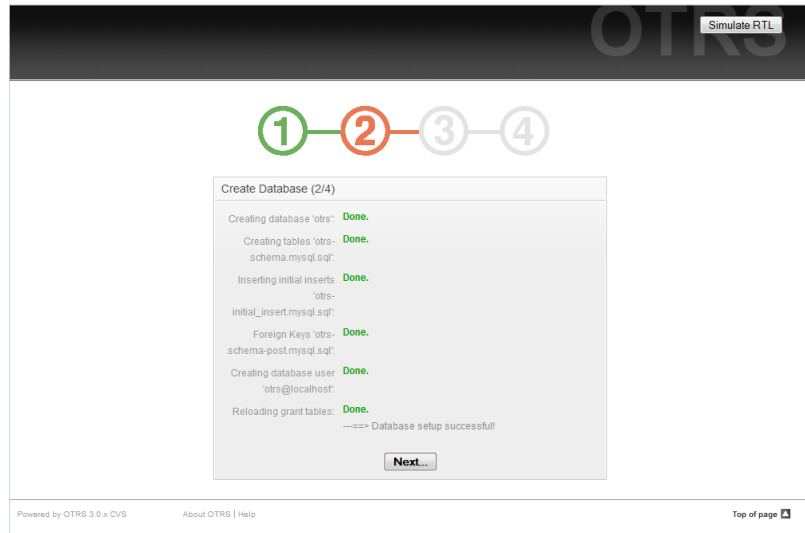 OTRS
Simulate RTL
1
2
3
4
Create Database (2/4)
Creating database 'otrs': Done.
Creating tables 'otrs- Done.
schema.mysql.sql':
Inserting initial inserts Done.
'otrs-
initial_insert.mysql.sql':
Foreign Keys 'otrs- Done.
schema-post.mysql.sql':
Creating database user Done.
'otrs@localhost':
Reloading grant tables: Done.
---==> Database setup successful!
Next...
Powered by OTRS 3.0.x CVS About OTRS | Help Top of page